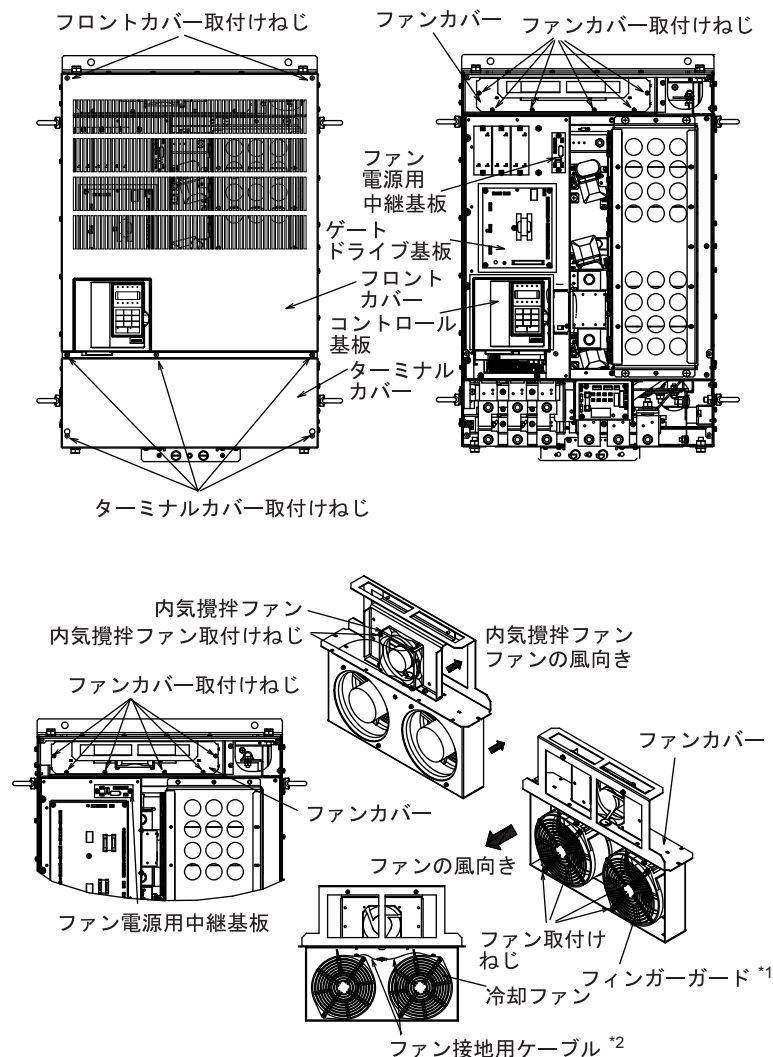 フロントカバー取付けねじ
ファンカバー
ファンカバー取付けねじ
ファン
電源用
中継基板
ゲート
ドライブ基板
フロント
カバー
コントロール
基板
ターミナル
カバー
ターミナルカバー取付けねじ
内気攪拌ファン
内気攪拌ファン取付けねじ
内気攪拌ファン
ファンの風向き
ファンカバー取付けねじ
ファンカバー
ファンカバー
ファンの風向き
ファン電源用中継基板
ファン取付け
ねじ
フィンガーガード *1
冷却ファン
ファン接地用ケーブル *2